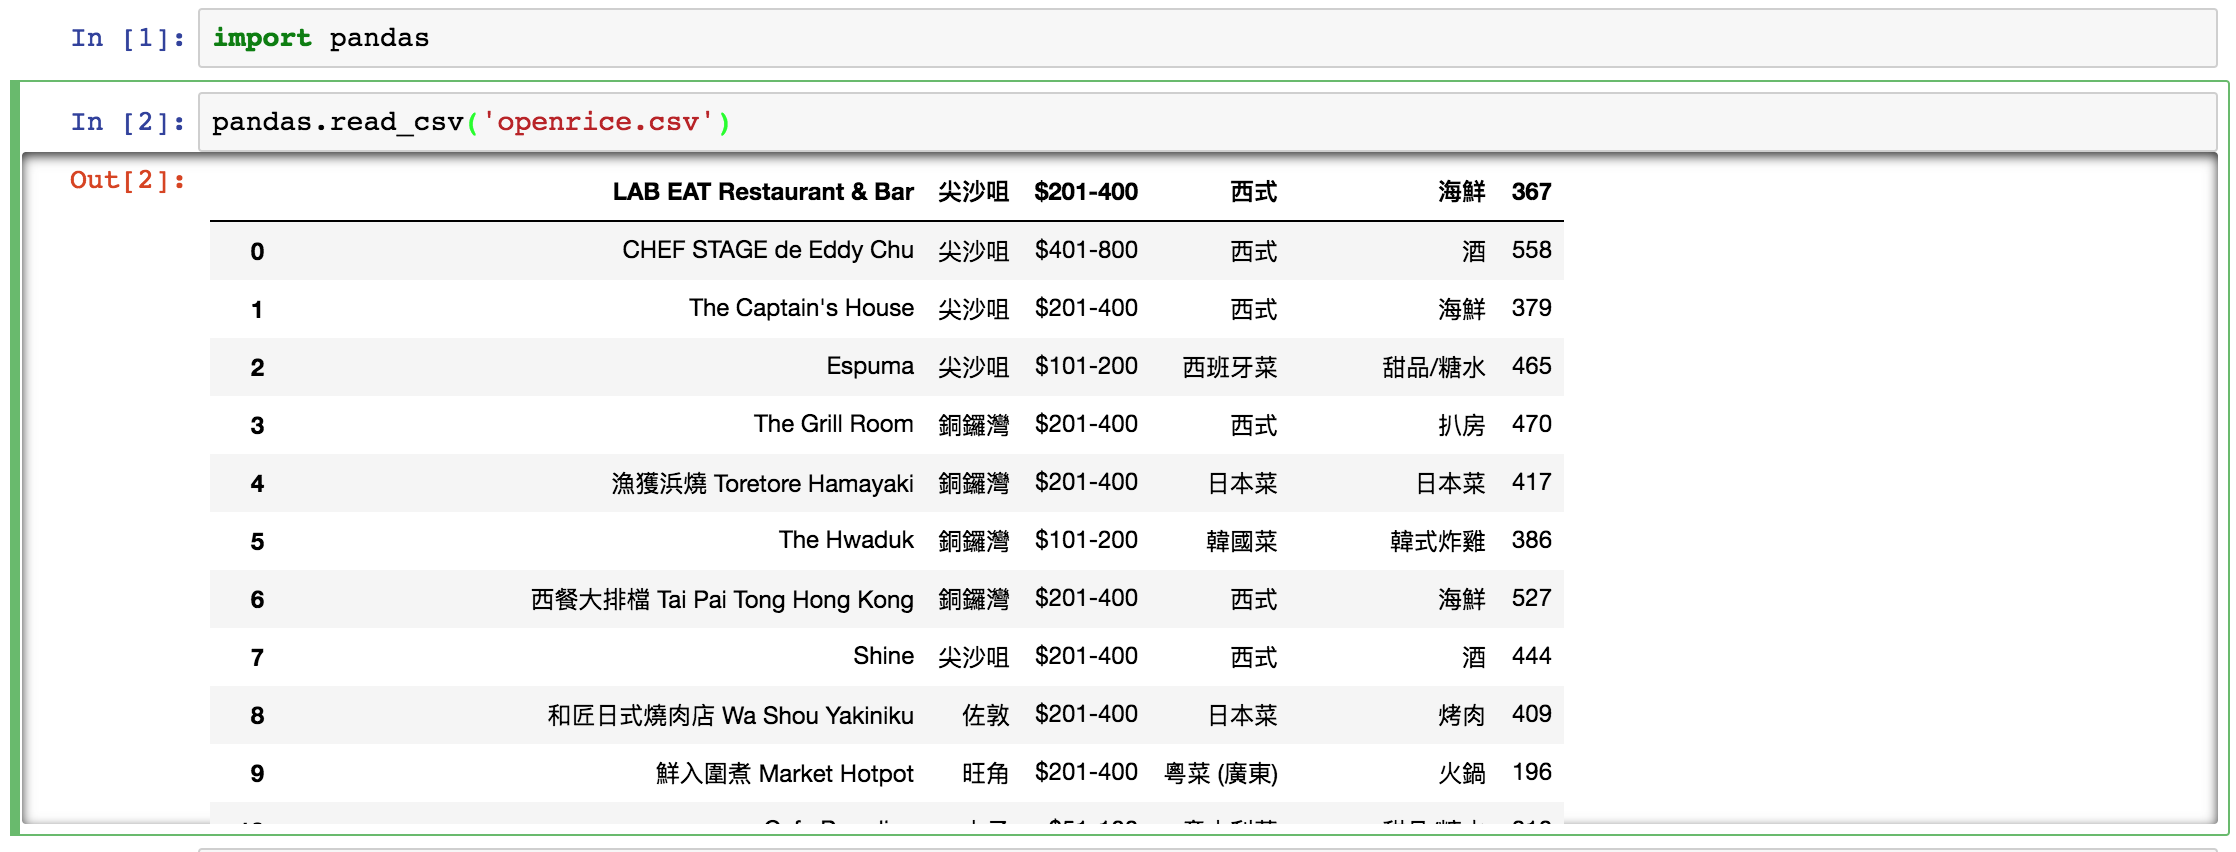 In [1]: import pandas
In [2]: pandas.read_csv('openrice.csv')
Out[2]:
LAB EAT Restaurant & Bar 尖沙咀 $201-400 西式 海鮮 367
0 CHEF STAGE de Eddy Chu 尖沙咀 $401-800 西式 酒 558
1 The Captain's House 尖沙咀 $201-400 西式 海鮮 379
2 Espuma 尖沙咀 $101-200 西班牙菜 甜品/糖水 465
3 The Grill Room 銅鑼灣 $201-400 西式 扒房 470
4 漁獲浜燒 Toretore Hamayaki 銅鑼灣 $201-400 日本菜 日本菜 417
5 The Hwaduk 銅鑼灣 $101-200 韓國菜 韓式炸雞 386
6 西餐大排檔 Tai Pai Tong Hong Kong 銅鑼灣 $201-400 西式 海鮮 527
7 Shine 尖沙咀 $201-400 西式 酒 444
8 和匠日式燒肉店 Wa Shou Yakiniku 佐敦 $201-400 日本菜 烤肉 409
9 鮮入圍煮 Market Hotpot 旺角 $201-400 粵菜 (廣東) 火鍋 196